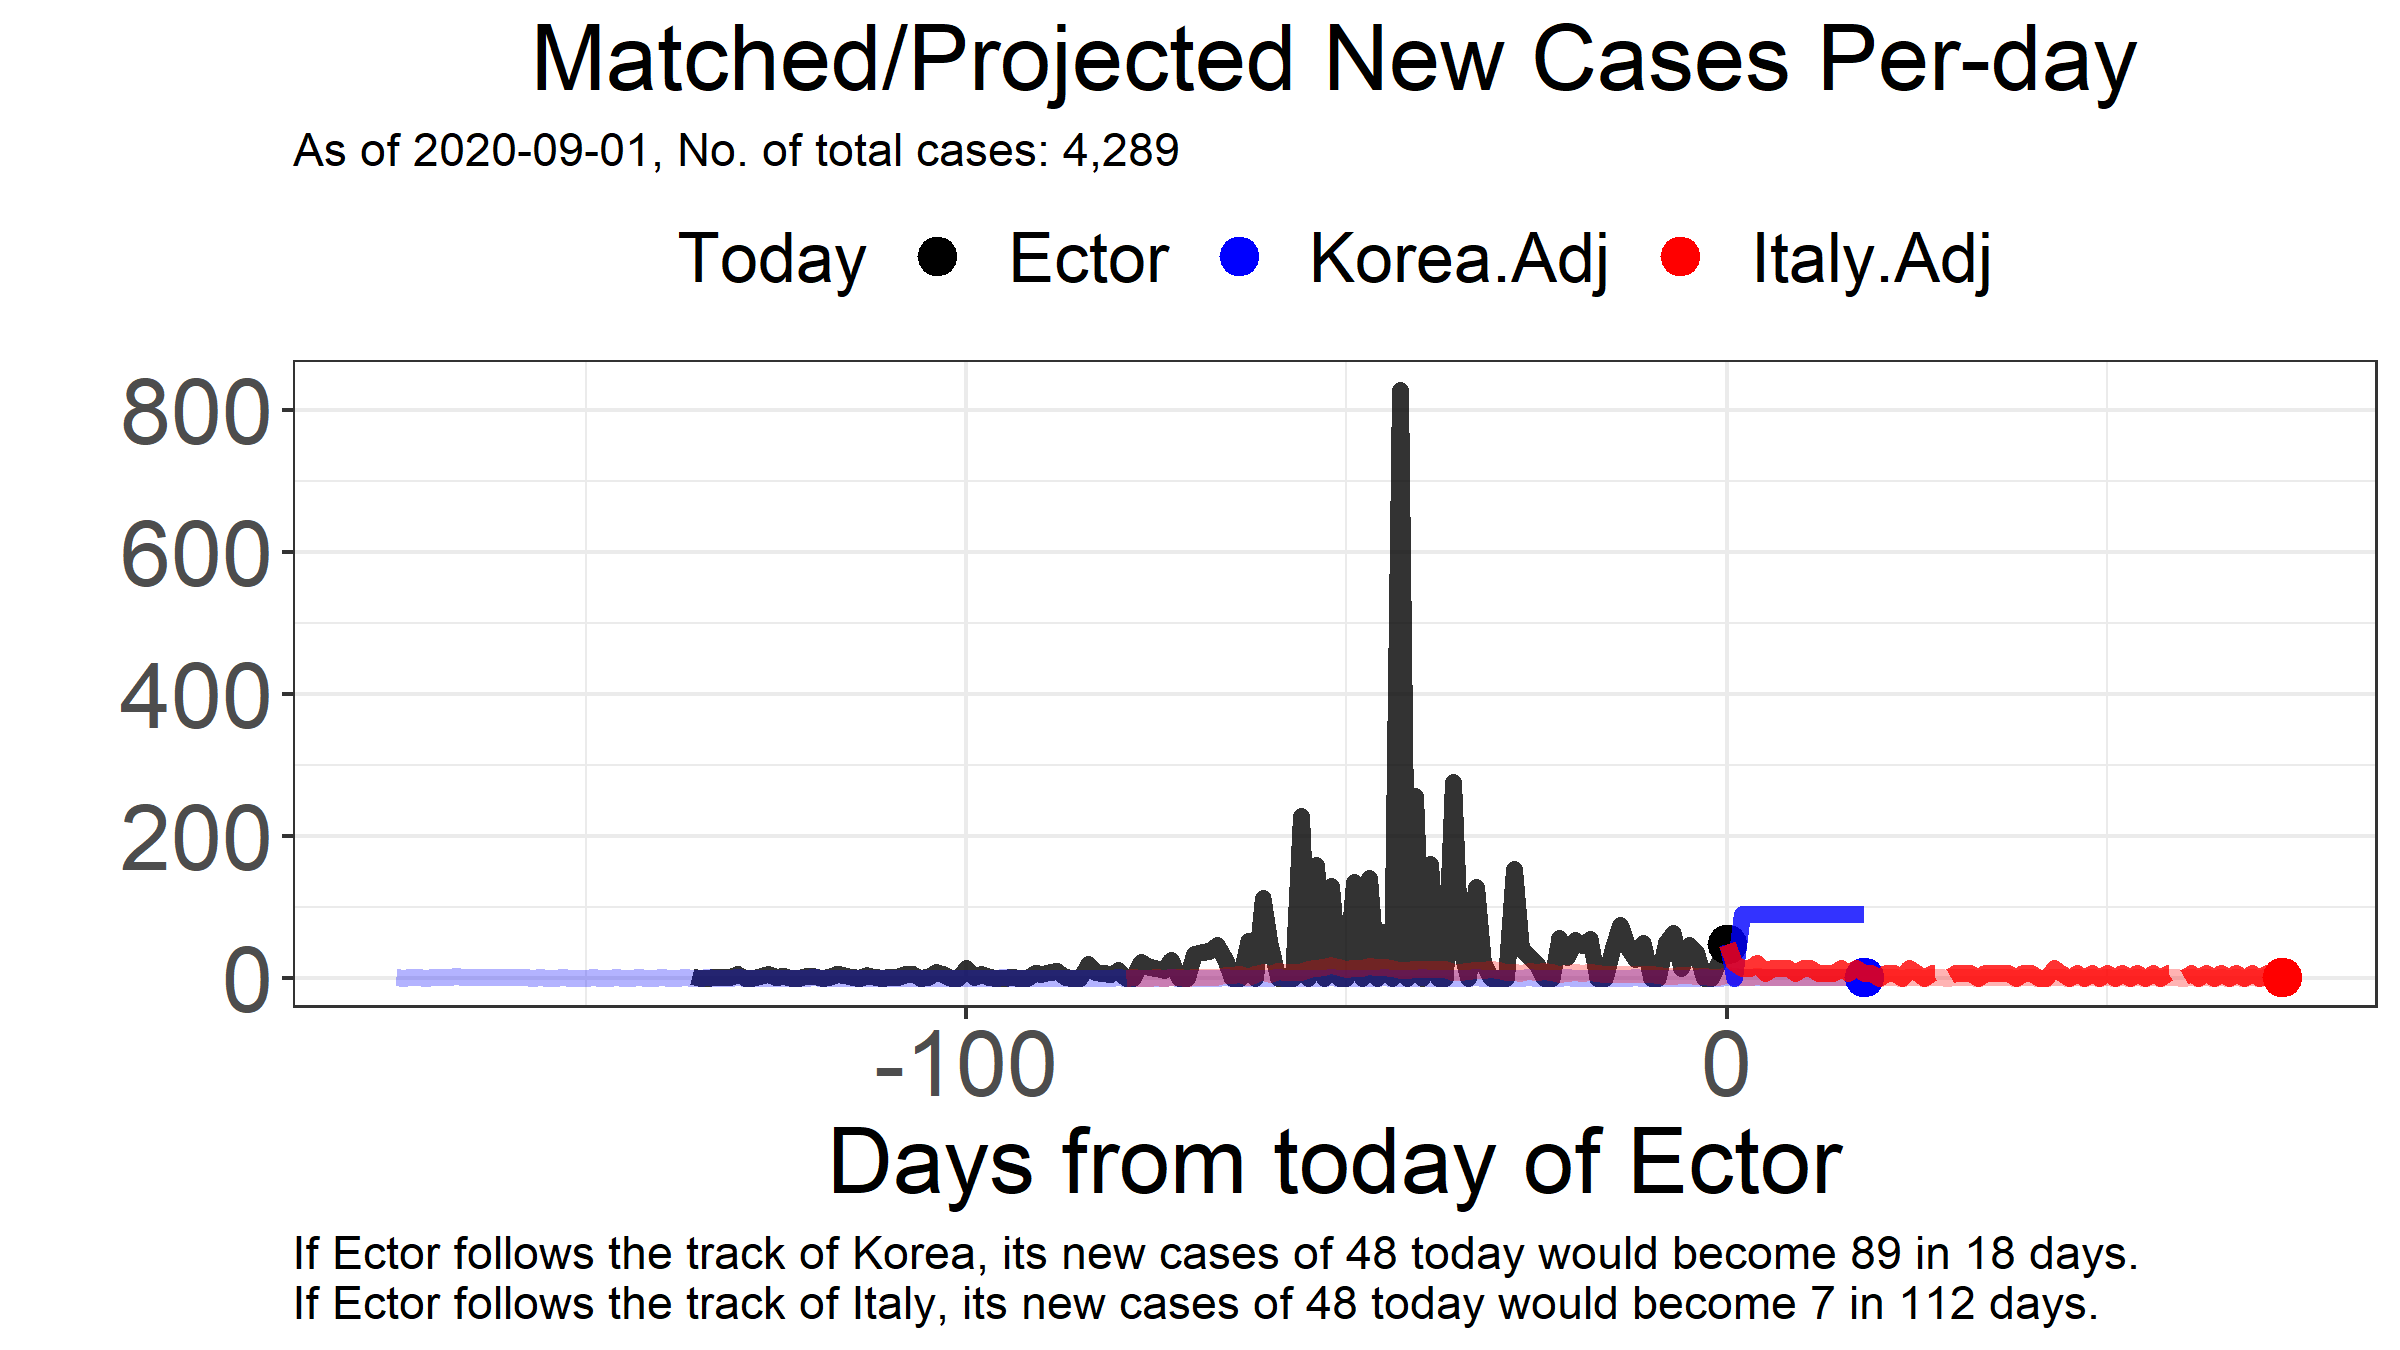 Matched/Projected New Cases Per-day
As of 2020-09-01, No. of total cases: 4,289
Today Ector Korea.Adj Italy.Adj
800
600
400
200
0
-100 0
Days from today of Ector
If Ector follows the track of Korea, its new cases of 48 today would become 89 in 18 days.
If Ector follows the track of Italy, its new cases of 48 today would become 7 in 112 days.